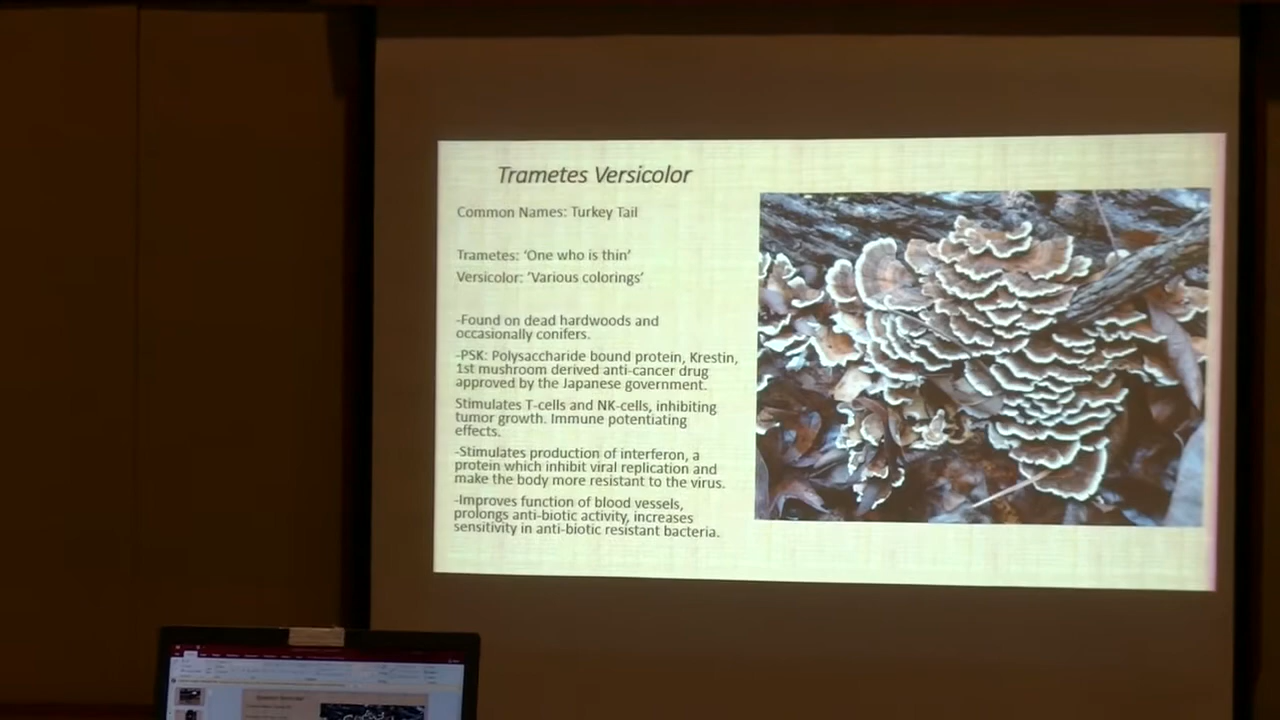 Trametes Versicolor
Common Names: Turkey Tail
Trametes: ‘One who is thin’
Versicolor: ‘Various colorings’
-Found on dead hardwoods and
occasionally conifers.
-PSK: Polysaccharide bound protein, Krestin,
1st mushroom derived anti-cancer drug
approved by the Japanese government.
Stimulates T-cells and NK-cells, inhibiting
tumor growth. Immune potentiating
effects.
-Stimulates production of interferon, a
protein which inhibit viral replication and
make the body more resistant to the virus.
-Improves function of blood vessels,
prolongs anti-biotic activity, increases
sensitivity in anti-biotic resistant bacteria.